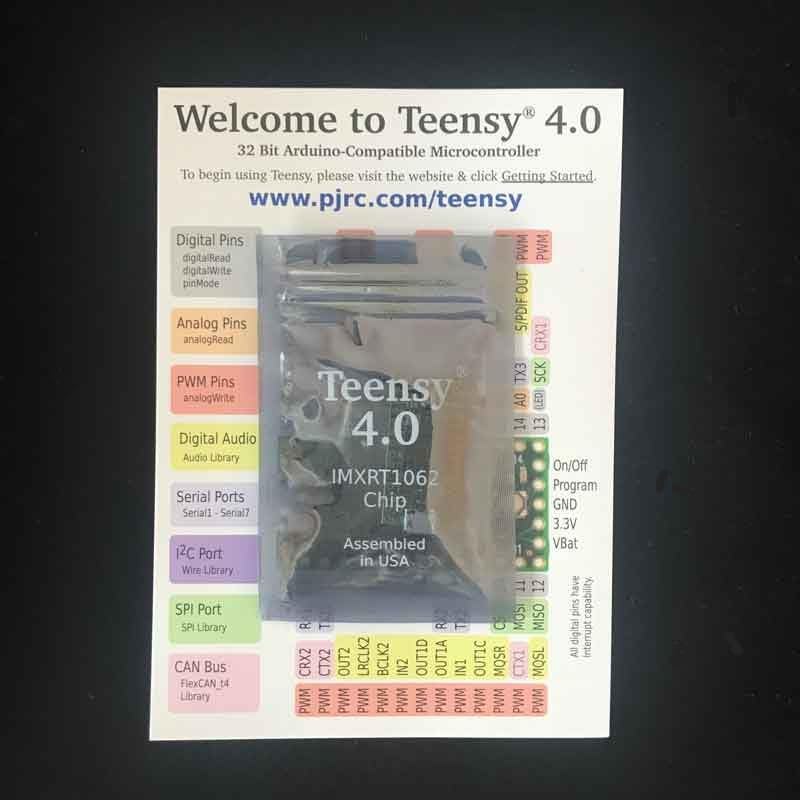 Welcome to Teensy® 4.0
32 Bit Arduino-Compatible Microcontroller
To begin using Teensy, please visit the website & click Getting Started.
www.pjrc.com/teensy
Digital Pins
digitalRead
digitalWrite
pinMode
Analog Pins
analogRead
PWM Pins
analogWrite
Digital Audio
Audio Library
Serial Ports
Serial1 - Serial7
I²C Port
Wire Library
SPI Port
SPI Library
CAN Bus
FlexCAN_t4
Library
Teensy®
4.0
IMXRT1062
Chip
Assembled
in USA
PWM
PWM
S/PDIF OUT
CRX1
TX3
SCK
A0
(LED)
14
13
On/Off
Program
GND
3.3V
VBat
11
12
MOSI
MISO
All digital pins have
Interrupt capability.
CRX2
CTX2
OUT2
LRCLK2
BCLK2
IN2
OUT1D
OUT1A
IN1
OUT1C
MQSR
CTX1
MQSL
PWM
PWM
PWM
PWM
PWM
PWM
PWM
PWM
PWM
PWM
PWM
PWM
PWM